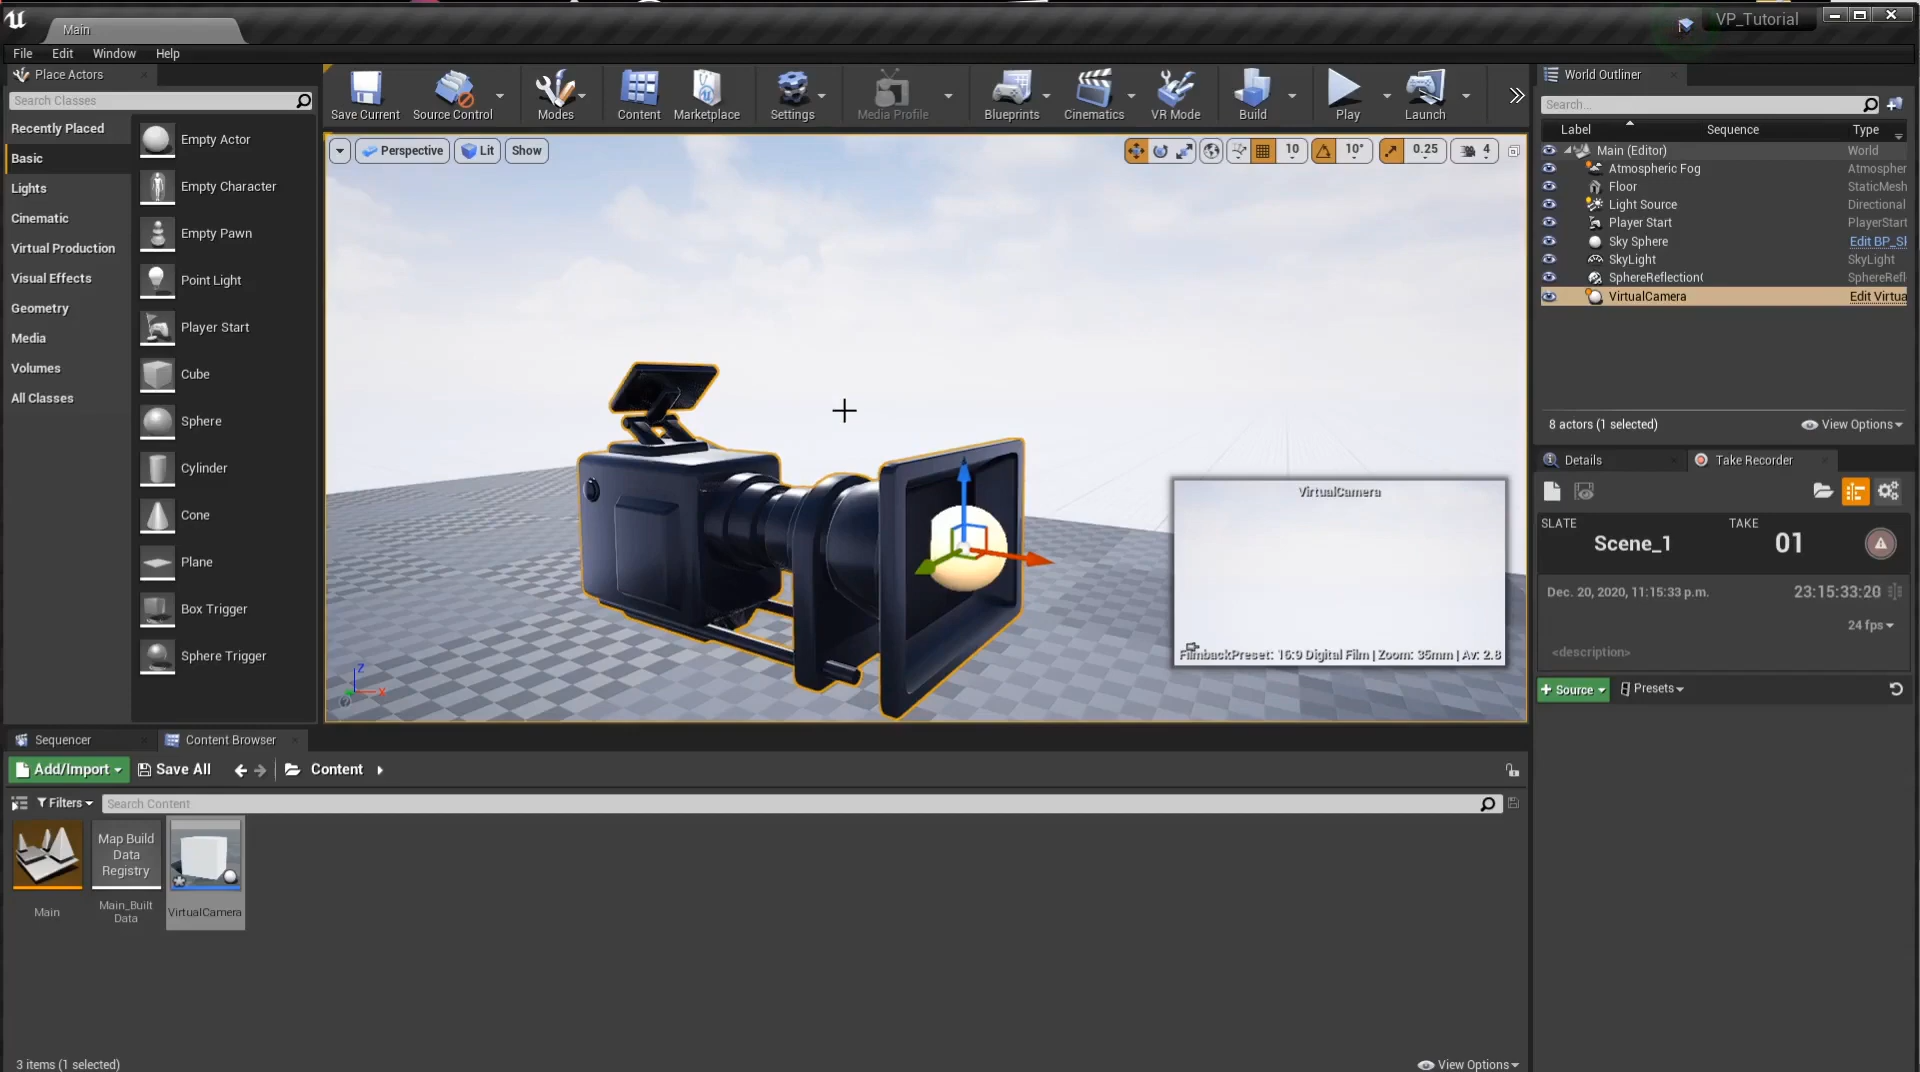 Main
VP_Tutorial
File Edit Window Help
Place Actors
Search Classes
Recently Placed
Basic
Lights
Cinematic
Virtual Production
Visual Effects
Geometry
Media
Volumes
All Classes
Empty Actor
Empty Character
Empty Pawn
Point Light
Player Start
Cube
Sphere
Cylinder
Cone
Plane
Box Trigger
Sphere Trigger
Save Current Source Control Modes Content Marketplace Settings Media Profile Blueprints Cinematics VR Mode Build Play Launch
Perspective Lit Show
10 10° 0.25 4
VirtualCamera
FilmbackPreset: 16:9 Digital Film | Zoom: 35mm | Av: 2.8
Z
X
World Outliner
Search...
Label Sequence Type
Main (Editor) World
Atmospheric Fog Atmospher
Floor StaticMesh
Light Source Directional
Player Start PlayerStart
Sky Sphere Edit BP_Sk
SkyLight SkyLight
SphereReflection SphereRefl
VirtualCamera Edit Virtua
8 actors (1 selected) View Options
Details Take Recorder
SLATE TAKE
Scene_1 01
Dec. 20, 2020, 11:15:33 p.m. 23:15:33:20
24 fps
<description>
+ Source Presets
Sequencer Content Browser
Add/Import Save All Content
Filters Search Content
Map Build
Data
Registry
Main
Main_Built
Data
VirtualCamera
3 items (1 selected) View Options